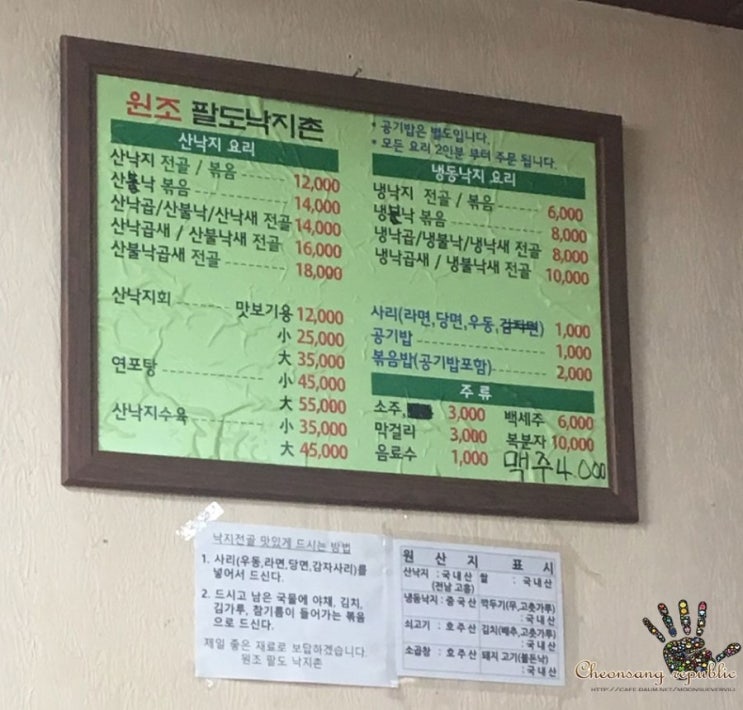 원조 팔도낙지촌
산낙지 요리
산낙지 전골 / 볶음 12,000
산불낙 볶음 14,000
산낙곱/산불낙/산낙새 전골 14,000
산낙곱새 / 산불낙새 전골 16,000
산불낙곱새 전골 18,000
산낙지회 맛보기용 12,000
小 25,000
大 35,000
연포탕 小 45,000
大 55,000
산낙지수육 小 35,000
大 45,000
* 공기밥은 별도입니다.
* 모든 요리 2인분 부터 주문 됩니다.
냉동낙지 요리
냉낙지 전골 / 볶음 6,000
냉불낙 볶음 8,000
냉낙곱/냉불낙/냉낙새 전골 8,000
냉낙곱새 / 냉불낙새 전골 10,000
사리(라면,당면,우동,감자면) 1,000
공기밥 1,000
볶음밥(공기밥포함) 2,000
주 류
소주, 3,000 백세주 6,000
막걸리 3,000 복분자 10,000
음료수 1,000 맥주 4.000
낙지전골 맛있게 드시는 방법
1. 사리(우동,라면,당면,감자사리)를
넣어서 드신다.
2. 드시고 남은 국물에 야채, 김치,
김가루, 참기름이 들어가는 볶음
으로 드신다.
제일 좋은 재료로 보답하겠습니다.
원조 팔도 낙지촌
원 산 지 표 시
산낙지 : 국내산 쌀 : 국내산
(전남 고흥)
냉동낙지 : 중국산 깍두기(무,고춧가루)
: 국내산
쇠고기 : 호주산 김치(배추,고춧가루)
: 국내산
소곱창 : 호주산 돼지 고기(불돈낙)
: 국내산
Cheonsang republic
HTTP://CAFE.DAUM.NET/MOONSUEVERVILL